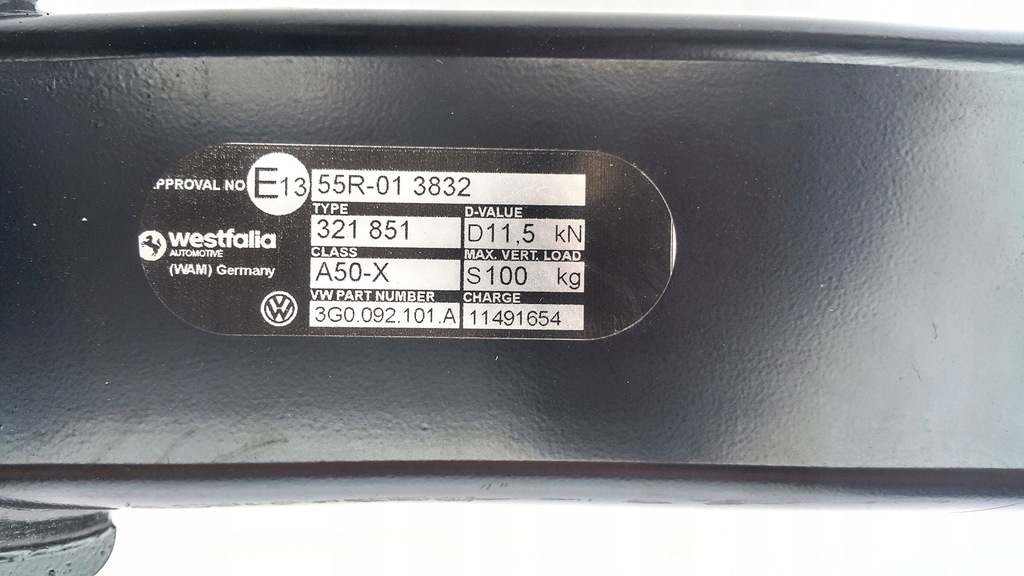 .PPROVAL NO E13 55R-01 3832
TYPE D-VALUE
321 851 D11,5 kN
westfalia
AUTOMOTIVE
(WAM) Germany
CLASS MAX. VERT. LOAD
A50-X S100 kg
VW PART NUMBER CHARGE
3G0.092.101.A 11491654